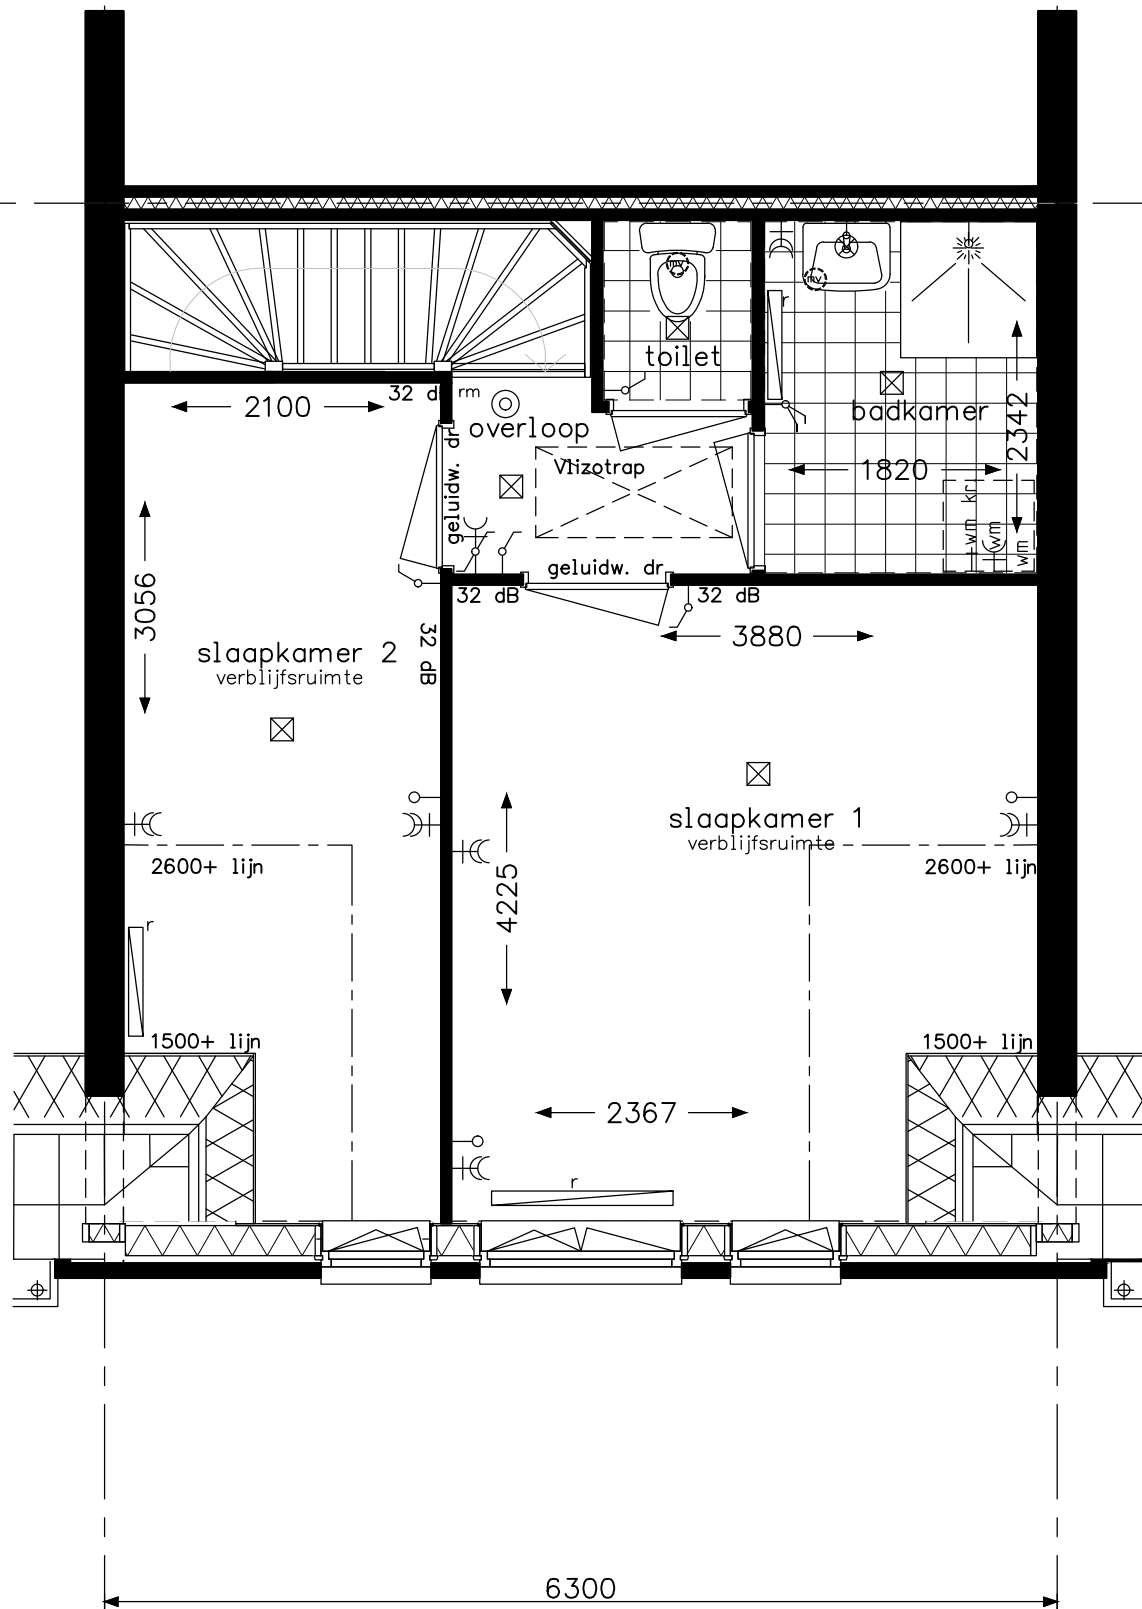 mv
mv
r
toilet
32 dB rm
2100
overloop
badkamer
2342
geluidw. dr
Vlizotrap
1820
wm kr
wm
wm
geluidw. dr
32 dB
32 dB
3056
32 dB
3880
slaapkamer 2
verblijfsruimte
slaapkamer 1
verblijfsruimte
2600+ lijn
2600+ lijn
4225
r
1500+ lijn
1500+ lijn
2367
r
6300